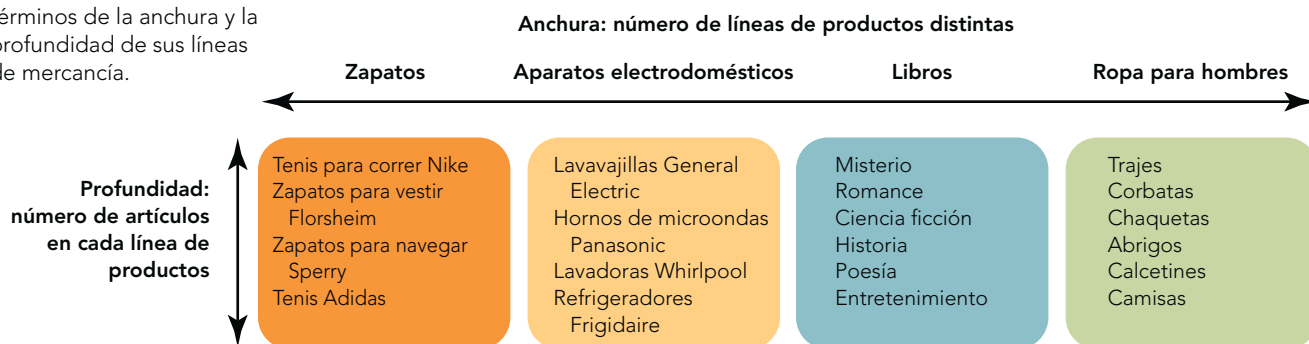 términos de la anchura y la
profundidad de sus líneas
de mercancía.
Anchura: número de líneas de productos distintas
Zapatos
Aparatos electrodomésticos
Libros
Ropa para hombres
Profundidad:
número de artículos
en cada línea de
productos
Tenis para correr Nike
Zapatos para vestir
Florsheim
Zapatos para navegar
Sperry
Tenis Adidas
Lavavajillas General
Electric
Hornos de microondas
Panasonic
Lavadoras Whirlpool
Refrigeradores
Frigidaire
Misterio
Romance
Ciencia ficción
Historia
Poesía
Entretenimiento
Trajes
Corbatas
Chaquetas
Abrigos
Calcetines
Camisas